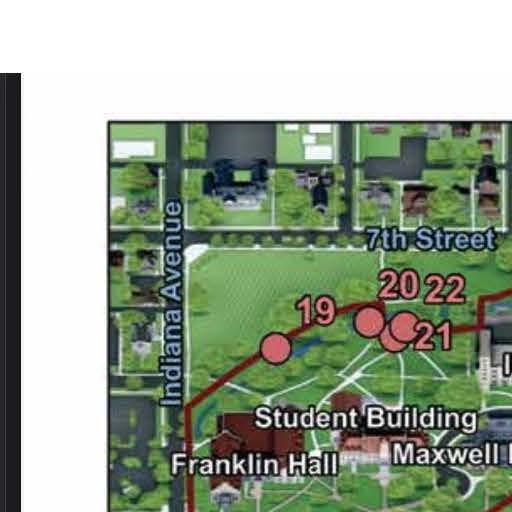 Indiana Avenue
7th Street
20 22
19
21
Student Building
Franklin Hall
Maxwell